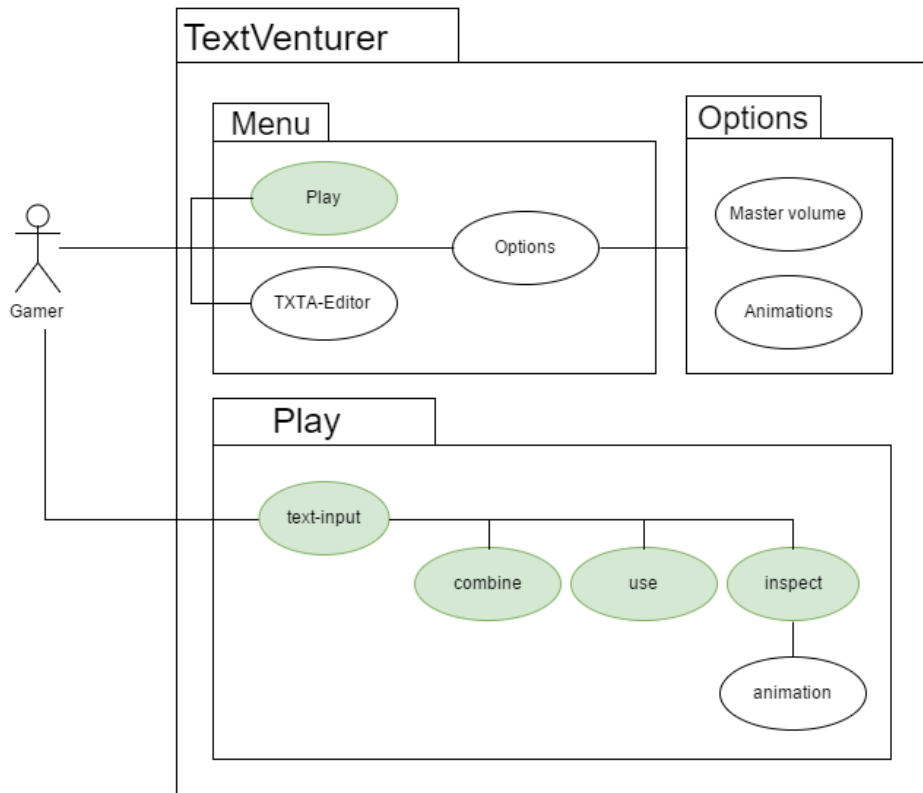 TextVenturer
Menu
Options
Play
Master volume
Options
Gamer
TXTA-Editor
Animations
Play
text-input
combine
use
inspect
animation